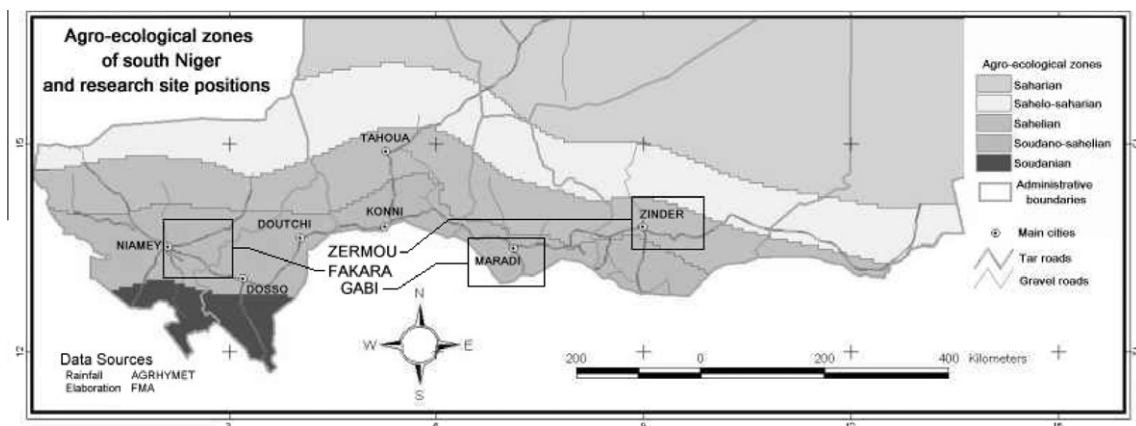 Agro-ecological zones
of south Niger
and research site positions
Agro-ecological zones
Saharian
Sahelo-saharian
Sahelian
Soudano-sahelian
Soudanian
Administrative
boundaries
Main cities
Tar roads
Gravel roads
15
TAHOUA
KONNI
DOUTCHI
NIAMEY
DOSSO
ZINDER
MARADI
ZERMOU
FAKARA
GABI
N
W
E
S
12
Data Sources
Rainfall AGRHYMET
Elaboration FMA
200 0 200 400 Kilometers